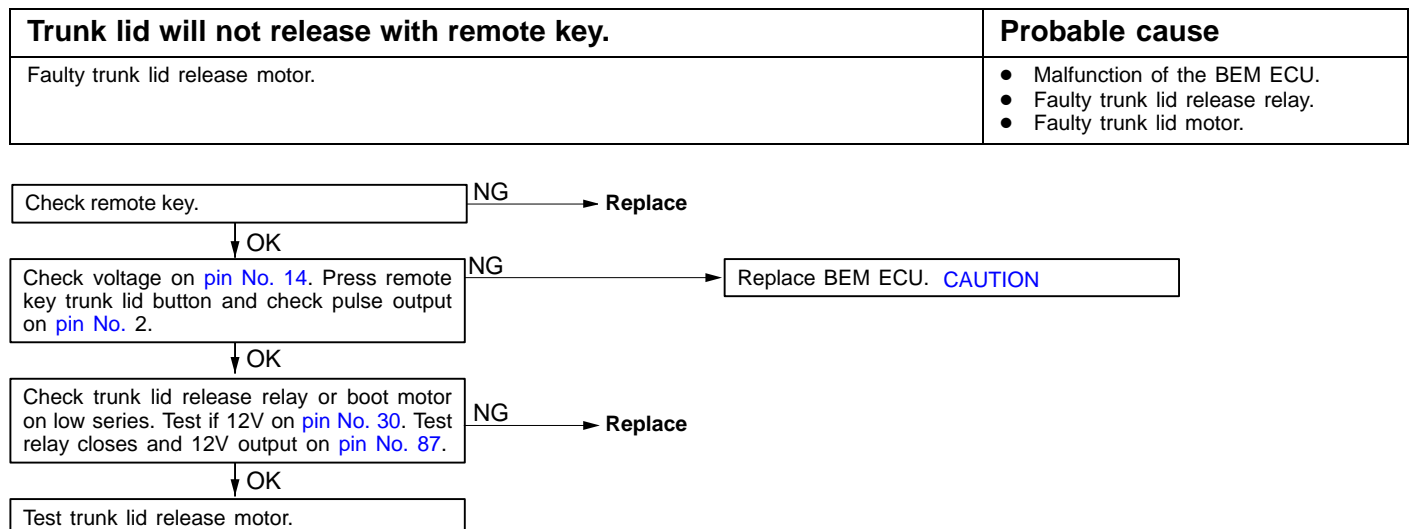 Trunk lid will not release with remote key.
Probable cause
Faulty trunk lid release motor.
● Malfunction of the BEM ECU.
● Faulty trunk lid release relay.
● Faulty trunk lid motor.
Check remote key.
NG
Replace
OK
Check voltage on pin No. 14. Press remote
key trunk lid button and check pulse output
on pin No. 2.
NG
Replace BEM ECU. CAUTION
OK
Check trunk lid release relay or boot motor
on low series. Test if 12V on pin No. 30. Test
relay closes and 12V output on pin No. 87.
NG
Replace
OK
Test trunk lid release motor.